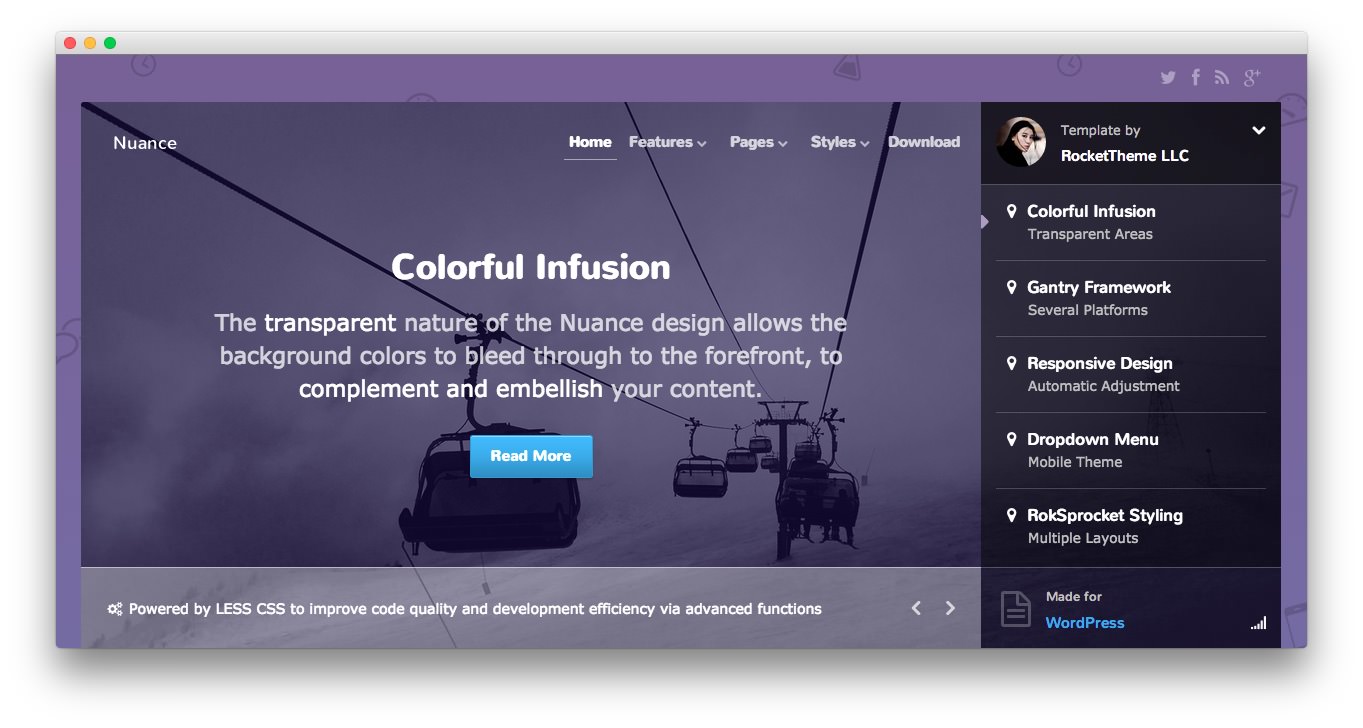 Nuance
Home Features Pages Styles Download
Colorful Infusion
The transparent nature of the Nuance design allows the
background colors to bleed through to the forefront, to
complement and embellish your content.
Read More
Powered by LESS CSS to improve code quality and development efficiency via advanced functions
Template by
RocketTheme LLC
Colorful Infusion
Transparent Areas
Gantry Framework
Several Platforms
Responsive Design
Automatic Adjustment
Dropdown Menu
Mobile Theme
RokSprocket Styling
Multiple Layouts
Made for
WordPress